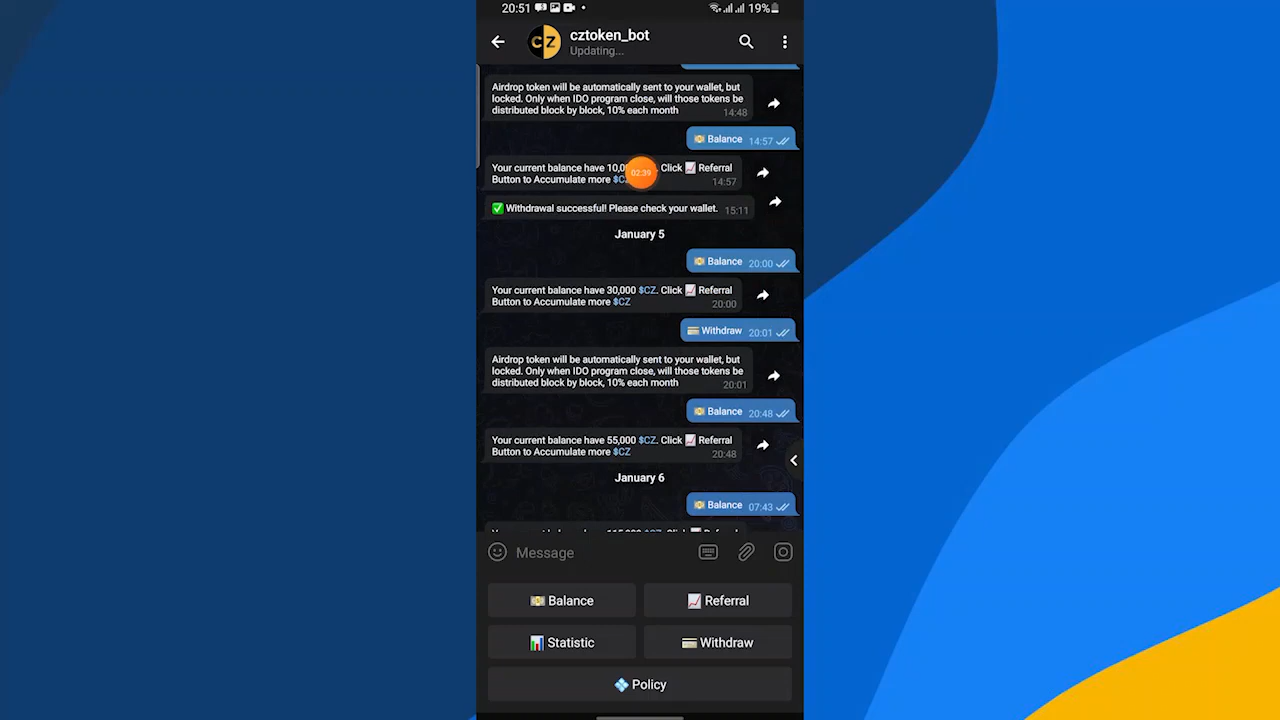 20:51 19%
cztoken_bot
Updating...
Airdrop token will be automatically sent to your wallet, but
locked. Only when IDO program close, will those tokens be
distributed block by block, 10% each month 14:48
Balance 14:57
Your current balance have Click Referral
Button to Accumulate more 14:57
02:39
Withdrawal successful! Please check your wallet. 15:11
January 5
Balance 20:00
Your current balance have 30,000 $CZ. Click Referral
Button to Accumulate more $CZ 20:00
Withdraw 20:01
Airdrop token will be automatically sent to your wallet, but
locked. Only when IDO program close, will those tokens be
distributed block by block, 10% each month 20:01
Balance 20:48
Your current balance have 55,000 $CZ. Click Referral
Button to Accumulate more $CZ 20:48
January 6
Balance 07:43
Message
Balance Referral
Statistic Withdraw
Policy